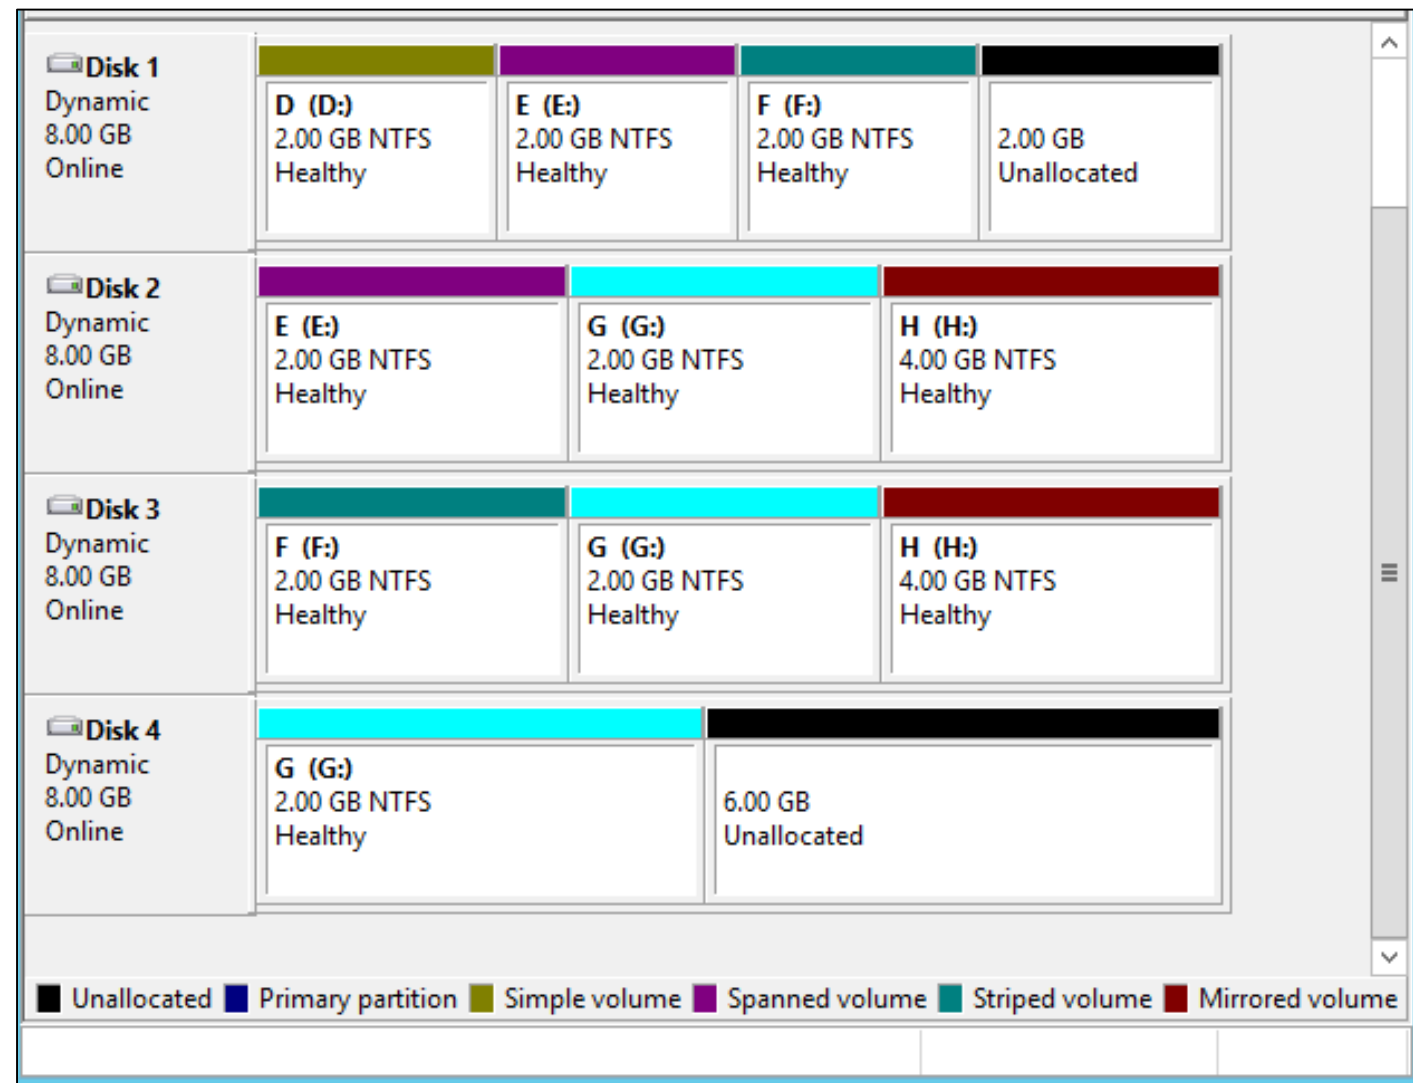 Disk 1
Dynamic
8.00 GB
Online
D (D:)
2.00 GB NTFS
Healthy
E (E:)
2.00 GB NTFS
Healthy
F (F:)
2.00 GB NTFS
Healthy
2.00 GB
Unallocated
Disk 2
Dynamic
8.00 GB
Online
E (E:)
2.00 GB NTFS
Healthy
G (G:)
2.00 GB NTFS
Healthy
H (H:)
4.00 GB NTFS
Healthy
Disk 3
Dynamic
8.00 GB
Online
F (F:)
2.00 GB NTFS
Healthy
G (G:)
2.00 GB NTFS
Healthy
H (H:)
4.00 GB NTFS
Healthy
Disk 4
Dynamic
8.00 GB
Online
G (G:)
2.00 GB NTFS
Healthy
6.00 GB
Unallocated
Unallocated Primary partition Simple volume Spanned volume Striped volume Mirrored volume